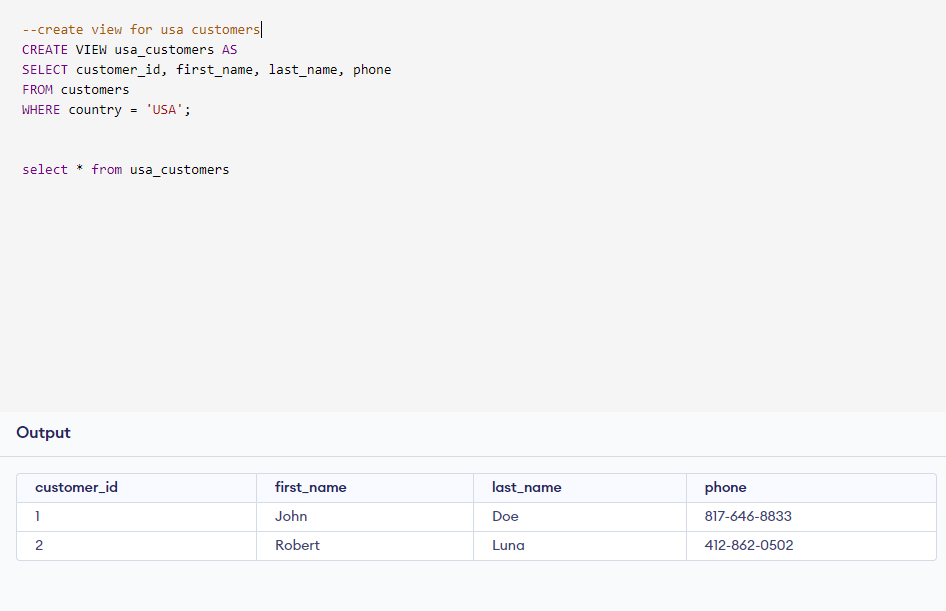 --create view for usa customers
CREATE VIEW usa_customers AS
SELECT customer_id, first_name, last_name, phone
FROM customers
WHERE country = 'USA';
select * from usa_customers
Output
customer_id first_name last_name phone
1 John Doe 817-646-8833
2 Robert Luna 412-862-0502